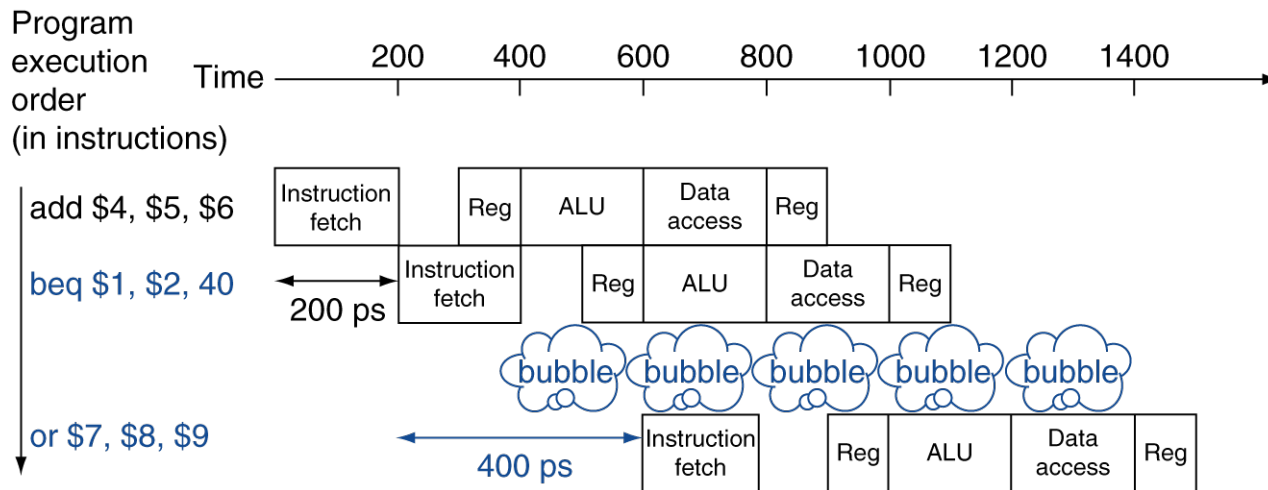 Program
execution
order
(in instructions)
Time
200 400 600 800 1000 1200 1400
add $4, $5, $6
Instruction
fetch
Reg
ALU
Data
access
Reg
beq $1, $2, 40
200 ps
Instruction
fetch
Reg
ALU
Data
access
Reg
bubble bubble bubble bubble bubble
or $7, $8, $9
400 ps
Instruction
fetch
Reg
ALU
Data
access
Reg